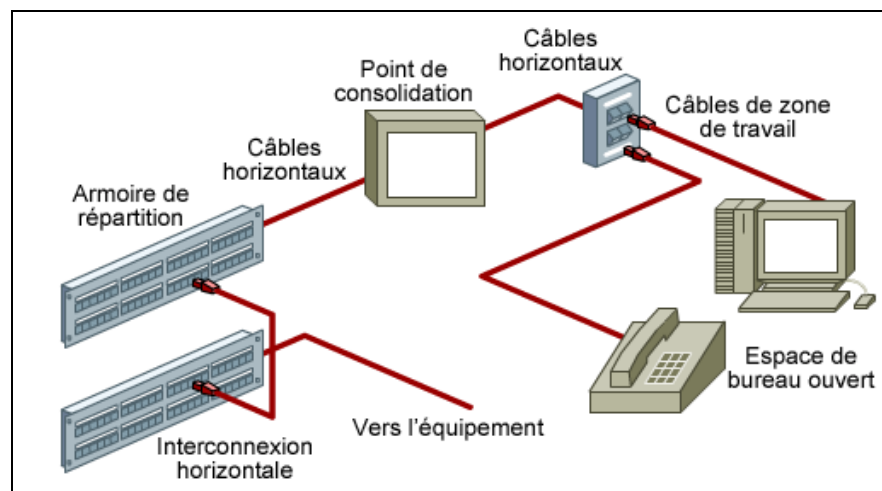 Câbles
horizontaux
Point de
consolidation
Câbles de zone
de travail
Câbles
horizontaux
Armoire de
répartition
Espace de
bureau ouvert
Vers l'équipement
Interconnexion
horizontale